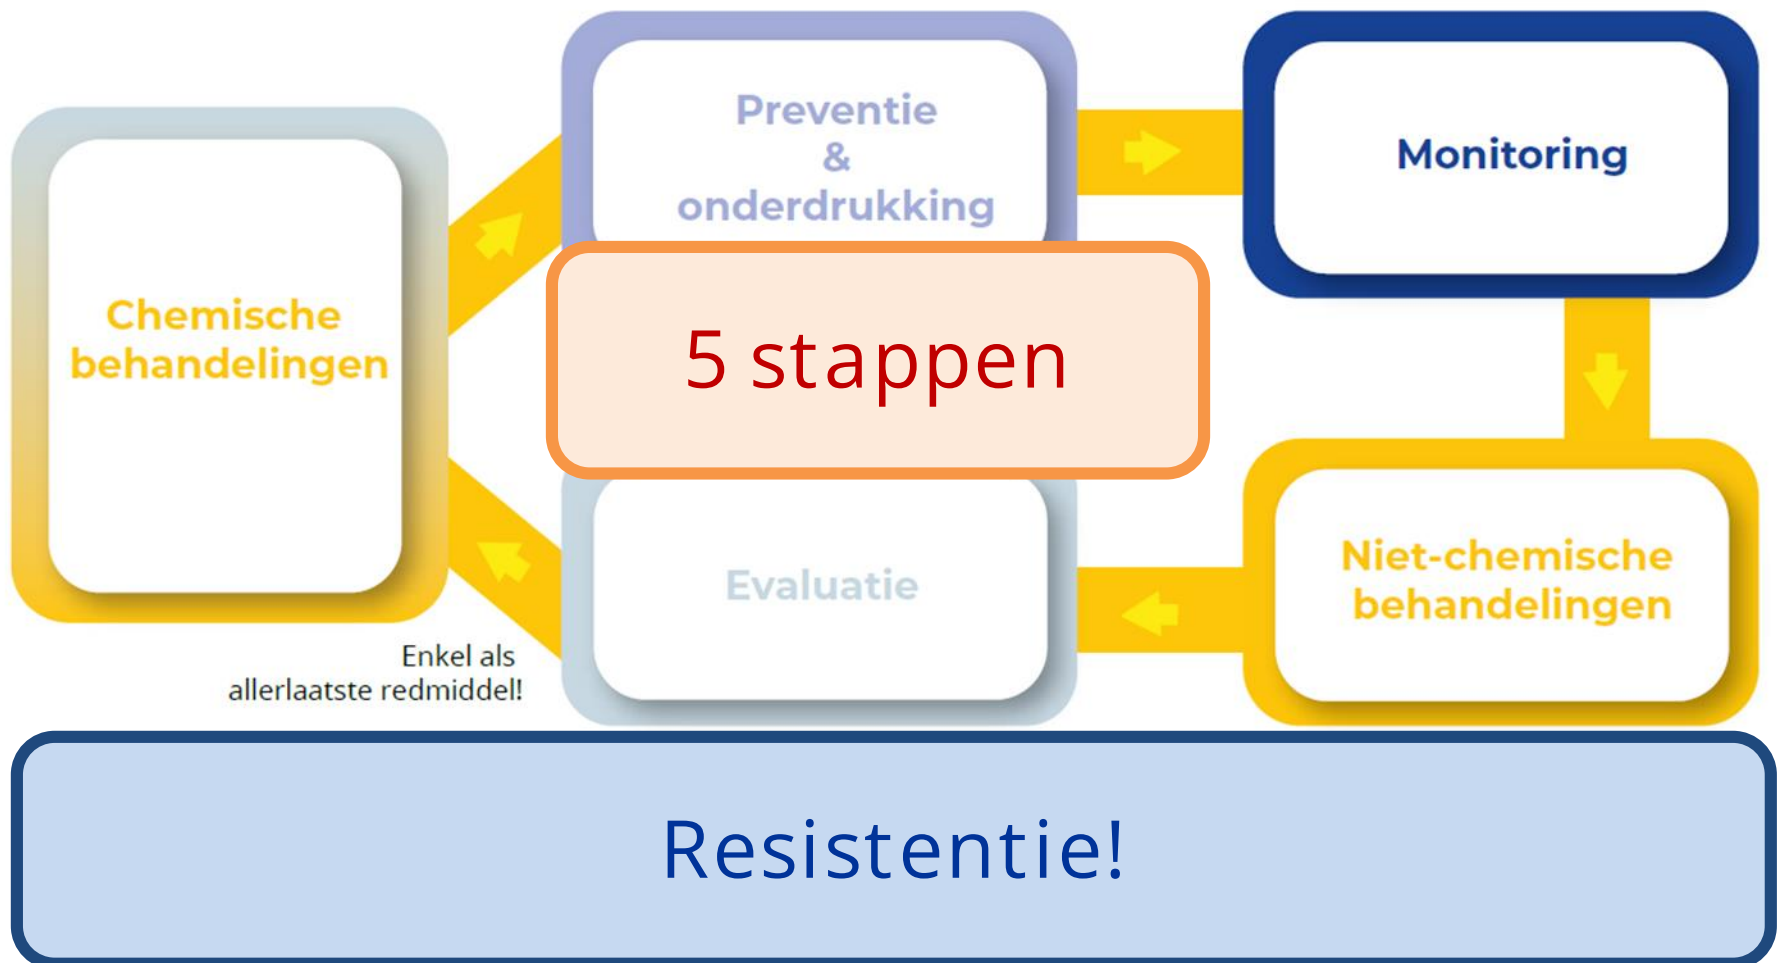 Preventie
&
onderdrukking
Monitoring
Chemische
behandelingen
5 stappen
Niet-chemische
behandelingen
Evaluatie
Enkel als
allerlaatste redmiddel!
Resistentie!